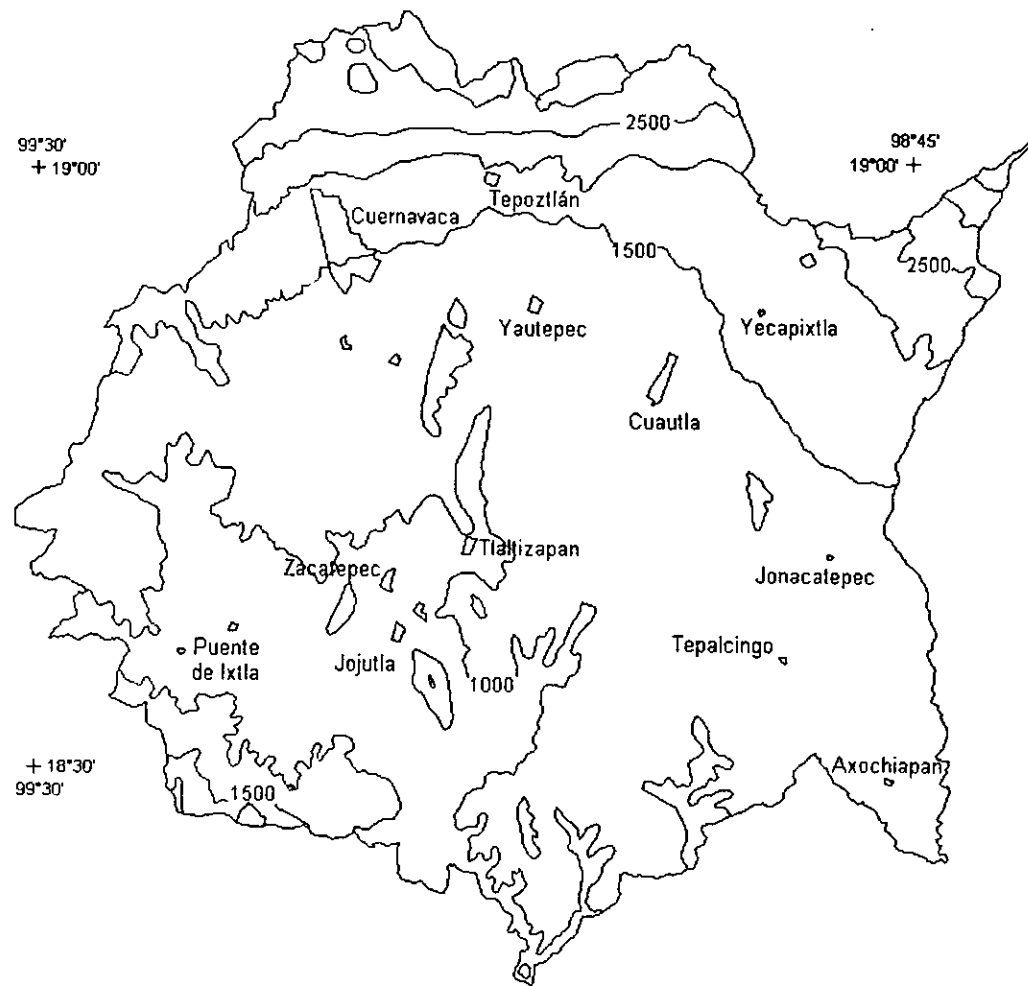 2500
99°30'
19°00'
98°45'
19°00'
Tepoztlán
Cuernavaca
1500
2500
Yautepec
Yecapixtla
Cuautla
Tlaltizapan
Zacatepec
Jonacatepec
Puente
de Ixtla
Jojutla
Tepalcingo
1000
18°30'
99°30'
1500
Axochiapan